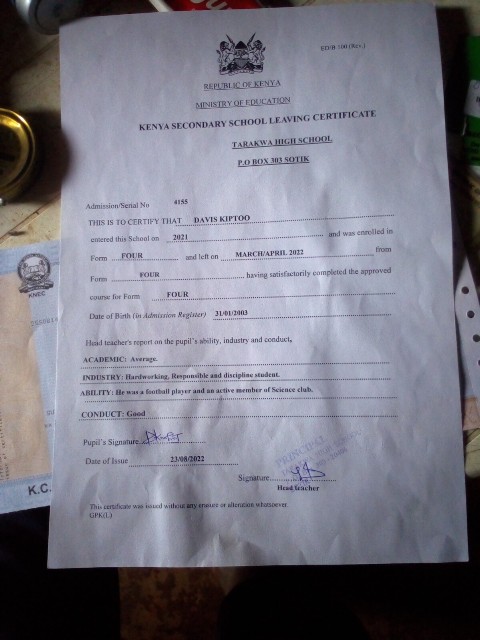 ED/B 100 (Rev.)
REPUBLIC OF KENYA
MINISTRY OF EDUCATION
KENYA SECONDARY SCHOOL LEAVING CERTIFICATE
TARAKWA HIGH SCHOOL
P.O BOX 303 SOTIK
Admission/Serial No 4155
THIS IS TO CERTIFY THAT DAVIS KIPTOO
entered this School on 2021 and was enrolled in
Form FOUR and left on MARCH/APRIL 2022 from
Form FOUR having satisfactorily completed the approved
course for Form FOUR
Date of Birth (in Admission Register) 31/01/2003
Head teacher's report on the pupil's ability, industry and conduct.
ACADEMIC: Average.
INDUSTRY: Hardworking, Responsible and discipline student.
ABILITY: He was a football player and an active member of Science club.
CONDUCT: Good
Pupil's Signature
Date of Issue 23/08/2022
PRINCIPAL
Signature
Head teacher
This certificate was issued without any erasure or alteration whatsoever.
GPK(L)
KNEC
K.C.